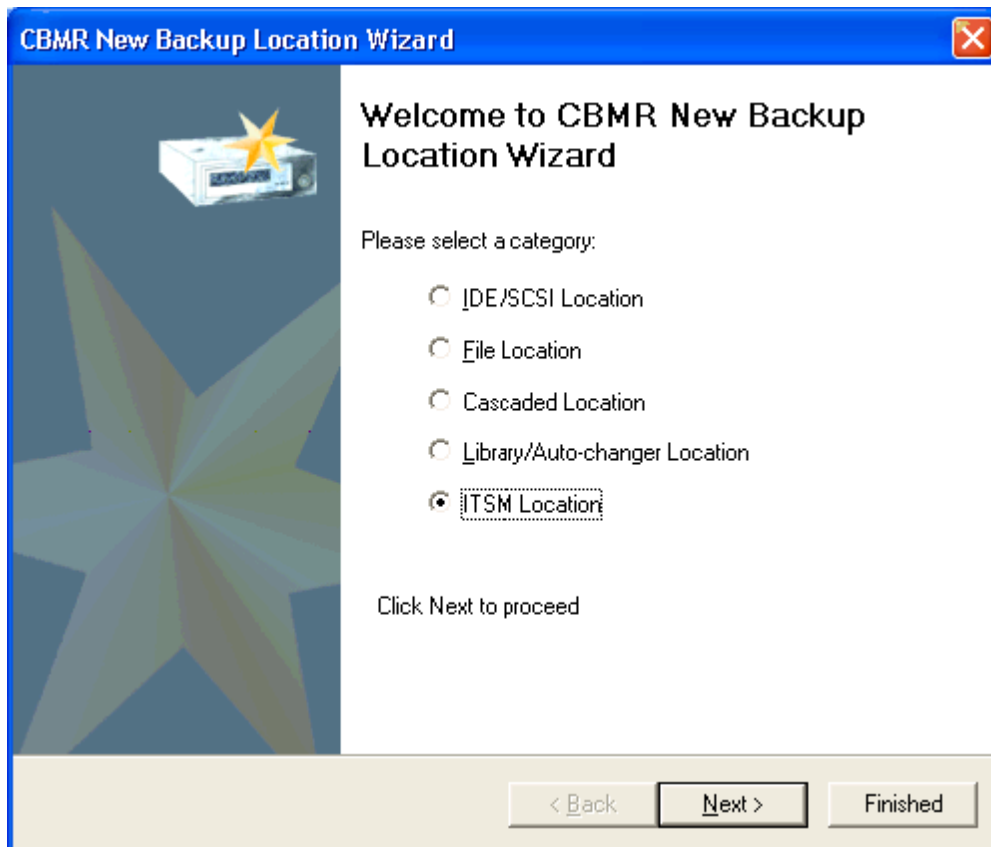 CBMR New Backup Location Wizard
Welcome to CBMR New Backup
Location Wizard
Please select a category:
IDE/SCSI Location
File Location
Cascaded Location
Library/Auto-changer Location
ITSM Location
Click Next to proceed
< Back
Next >
Finished